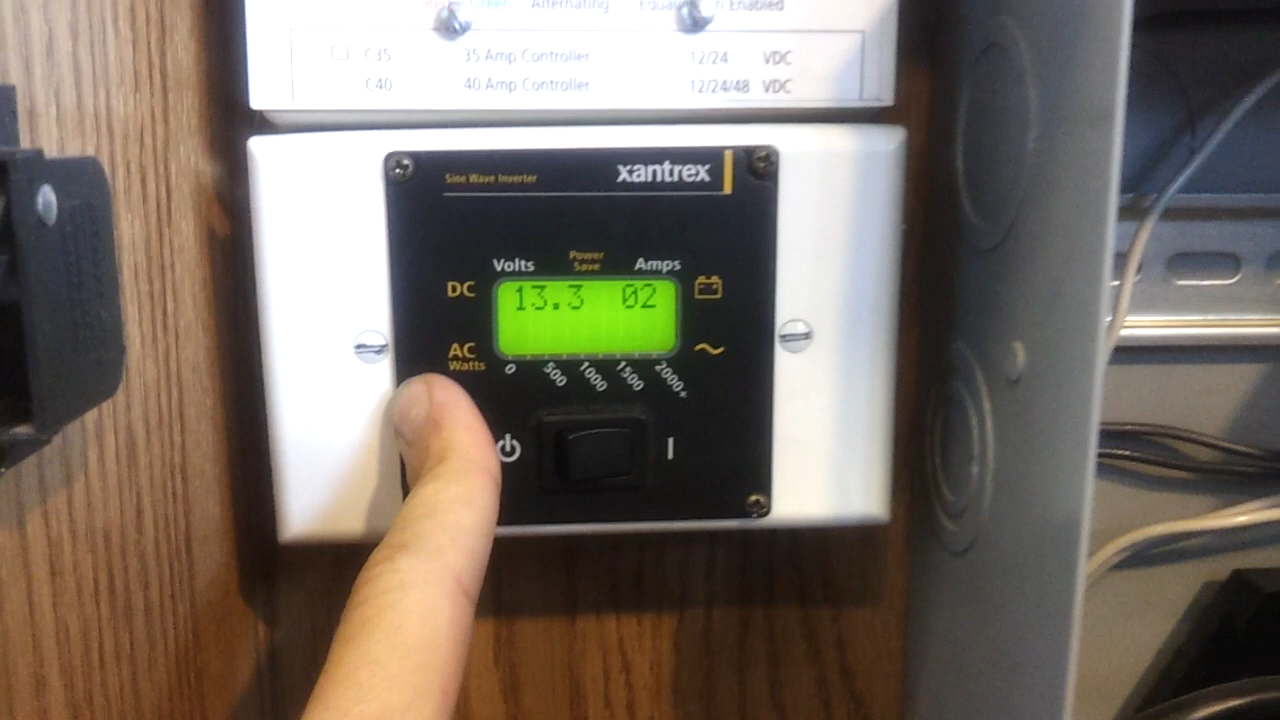 Alternating
C35 35 Amp Controller 12/24 VDC
C40 40 Amp Controller 12/24/48 VDC
Sine Wave Inverter xantrex
Volts Power Save Amps
DC 13.3 02
AC
Watts
0 500 1000 1500 2000+